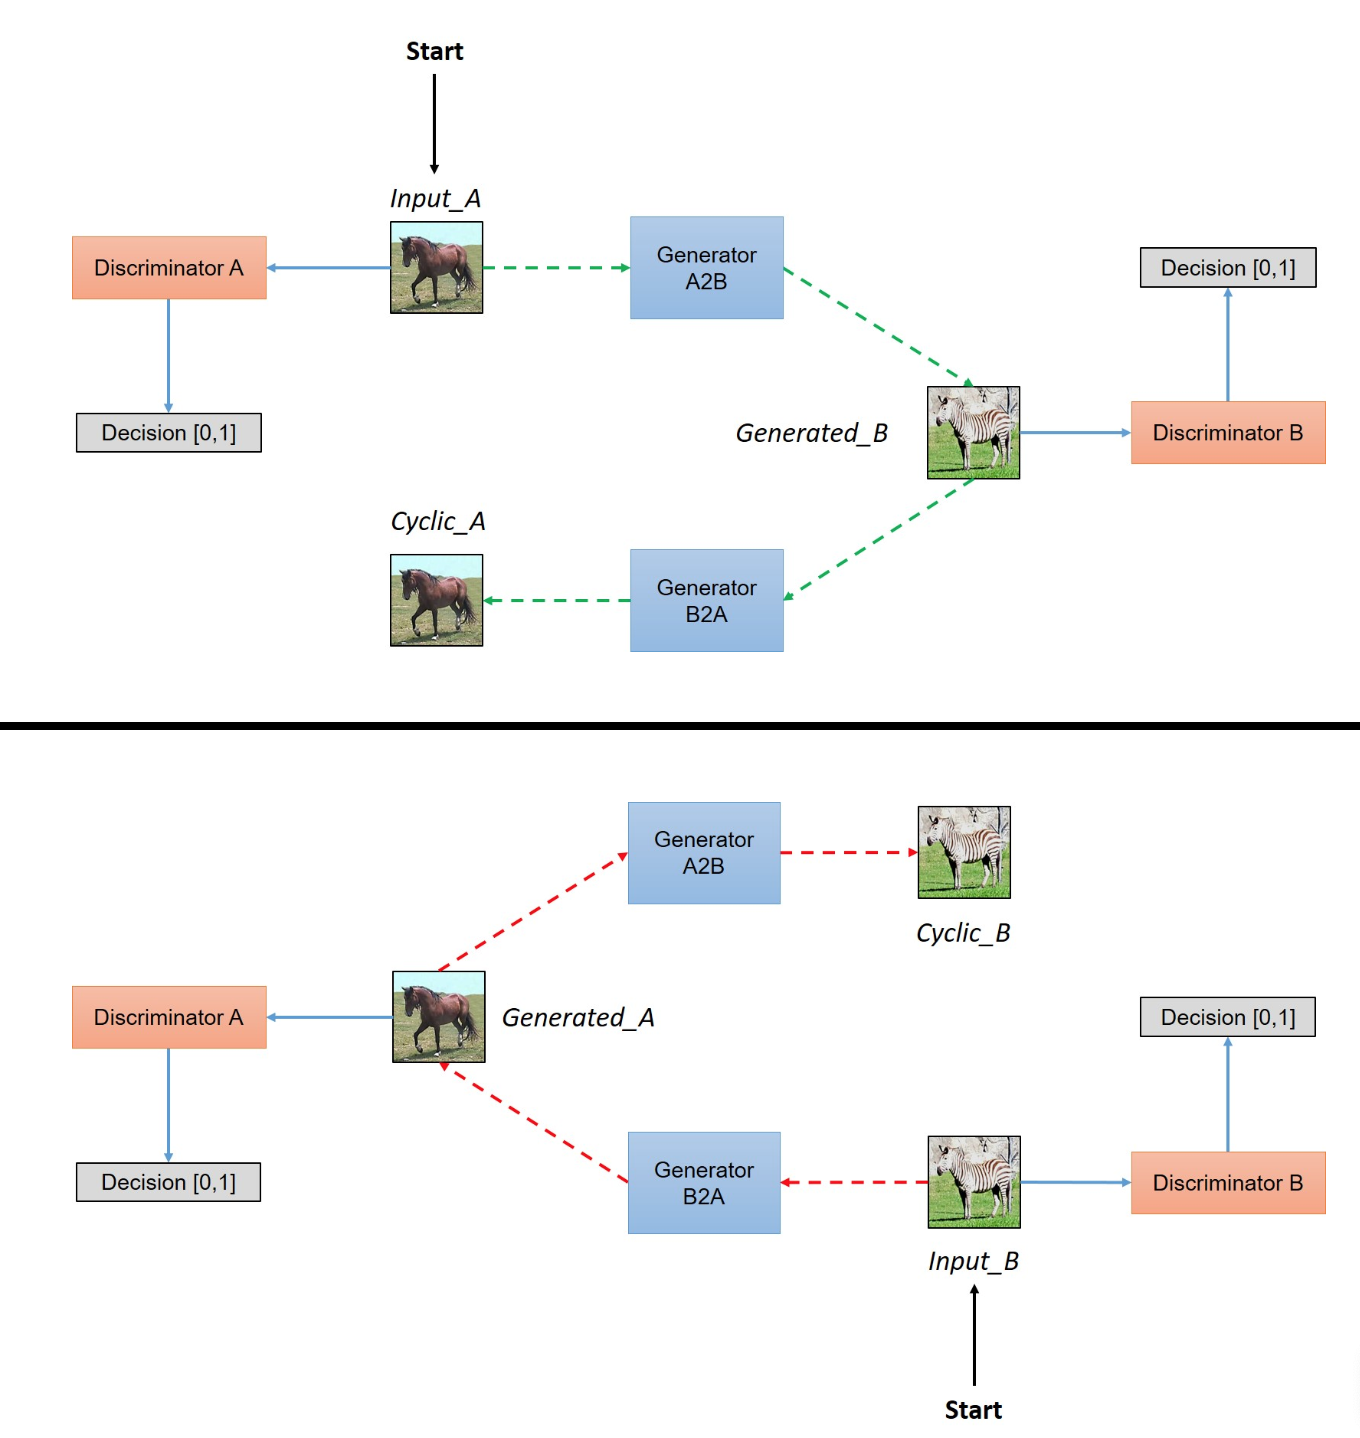 Start
Input_A
Discriminator A
Generator
A2B
Decision [0,1]
Decision [0,1]
Generated_B
Discriminator B
Cyclic_A
Generator
B2A
Generator
A2B
Cyclic_B
Discriminator A
Generated_A
Decision [0,1]
Decision [0,1]
Generator
B2A
Discriminator B
Input_B
Start